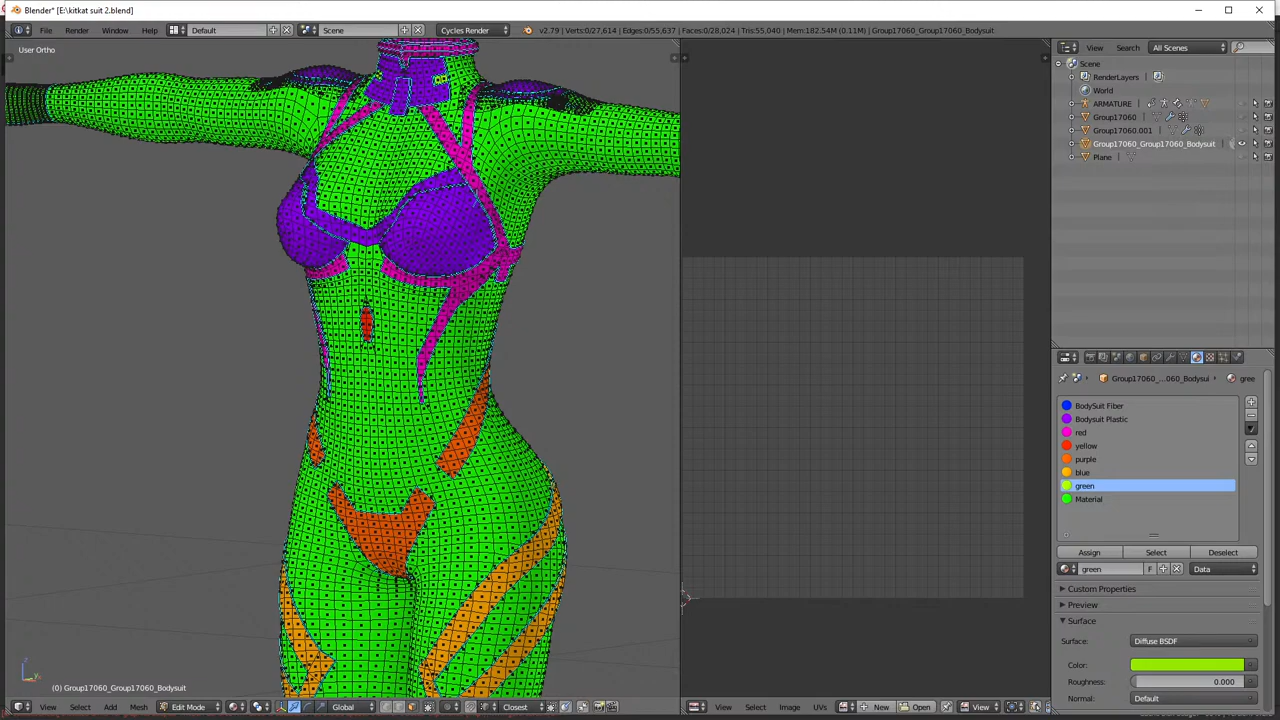 Blender* [E:\kitkat suit 2.blend]
File Render Window Help Default Scene Cycles Render v2.79 | Verts:0/27,614 | Edges:0/55,637 | Faces:0/28,024 | Tris:55,040 | Mem:182.54M (0.11M) | Group17060_Group17060_Bodysuit
User Ortho
View Search All Scenes
Scene
RenderLayers
World
ARMATURE
Group17060
Group17060.001
Group17060_Group17060_Bodysuit
Plane
Group17060_...060_Bodysui gree
BodySuit Fiber
Bodysuit Plastic
red
yellow
purple
blue
green
Material
Assign Select Deselect
green F Data
Custom Properties
Preview
Surface
Surface: Diffuse BSDF
Color:
Roughness: 0.000
Normal: Default
(0) Group17060_Group17060_Bodysuit
View Select Add Mesh Edit Mode Global Closest
View Select Image UVs New Open View